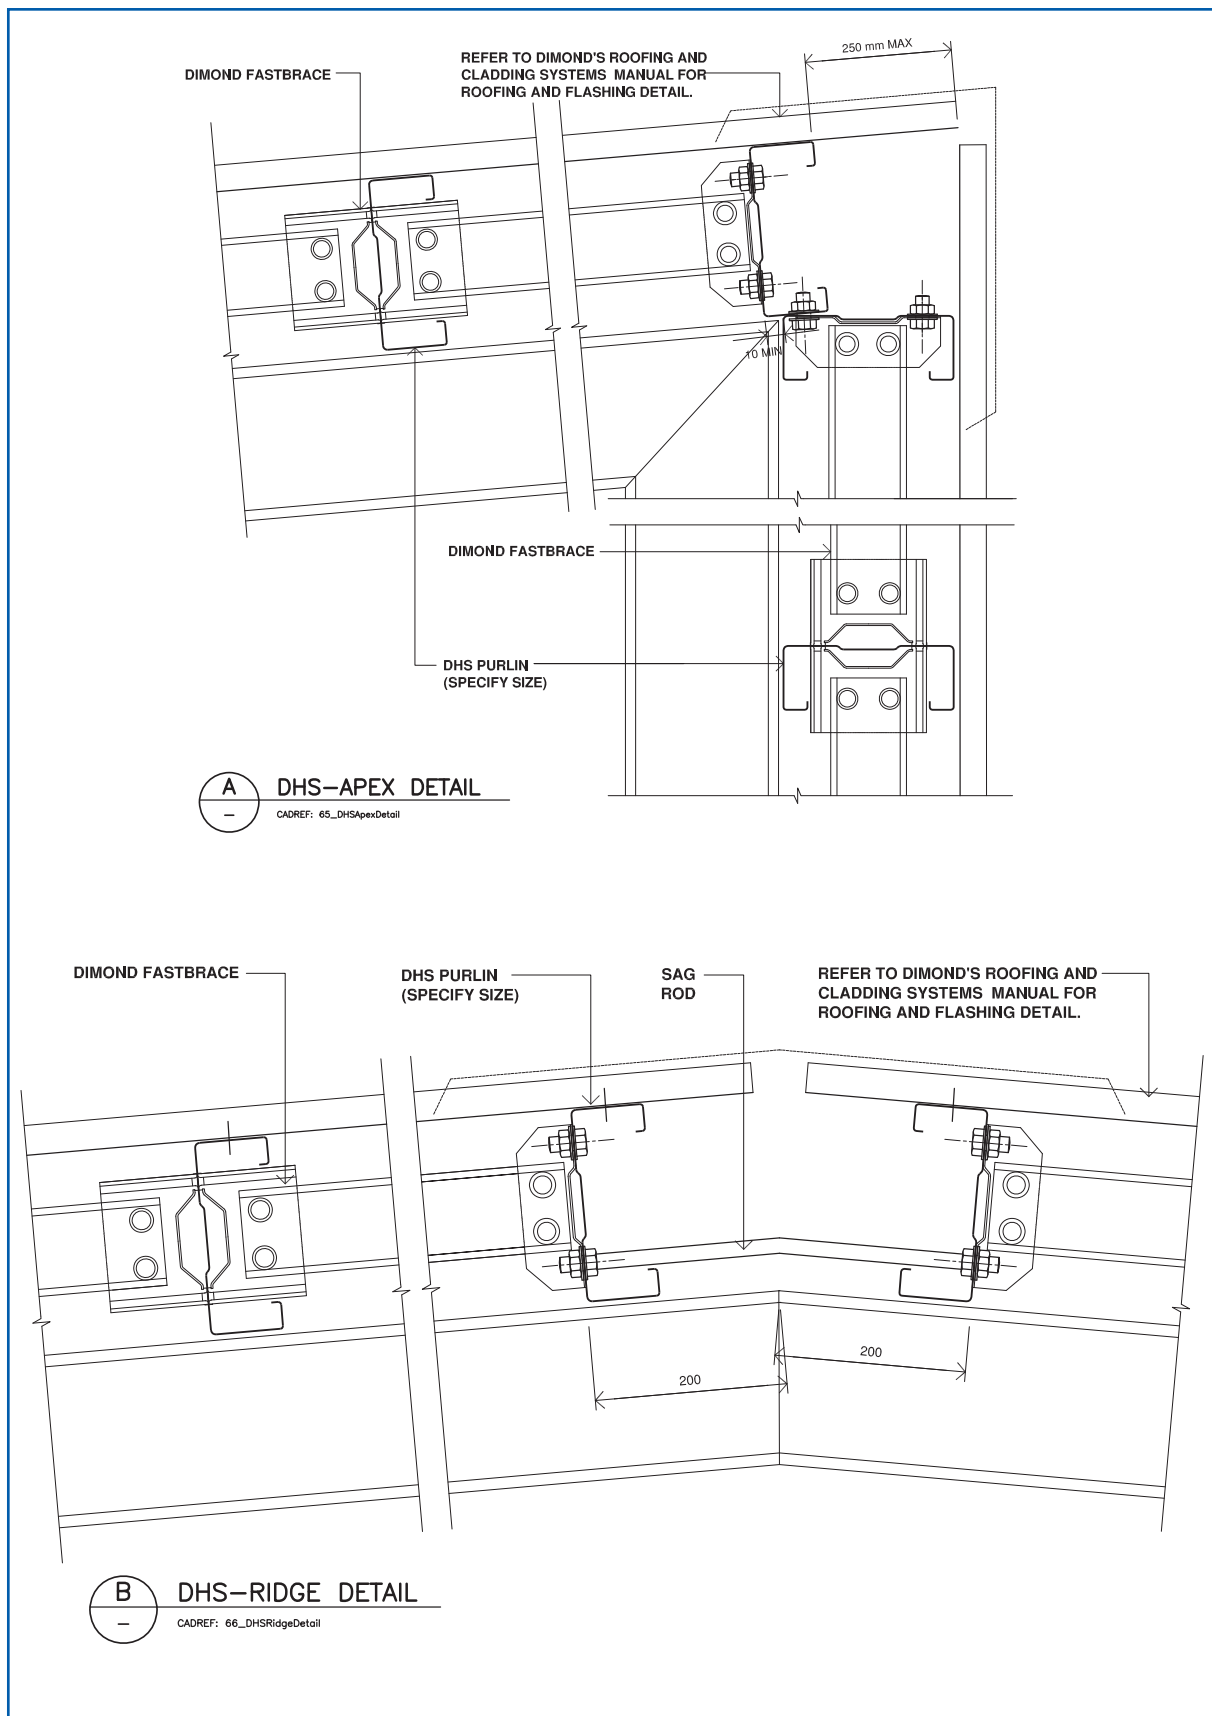 DIMOND FASTBRACE
REFER TO DIMOND'S ROOFING AND
CLADDING SYSTEMS MANUAL FOR
ROOFING AND FLASHING DETAIL.
250 mm MAX
10 MIN
DIMOND FASTBRACE
DHS PURLIN
(SPECIFY SIZE)
A
–
DHS–APEX DETAIL
CADREF: 65_DHSApexDetail
DIMOND FASTBRACE
DHS PURLIN
(SPECIFY SIZE)
SAG
ROD
REFER TO DIMOND'S ROOFING AND
CLADDING SYSTEMS MANUAL FOR
ROOFING AND FLASHING DETAIL.
200
200
B
–
DHS–RIDGE DETAIL
CADREF: 66_DHSRidgeDetail